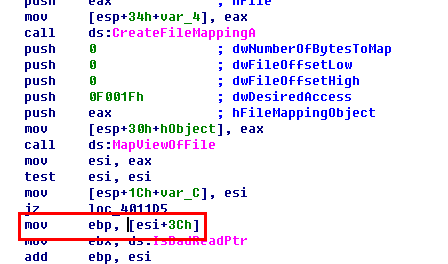 push eax ; hFile
mov [esp+34h+var_4], eax
call ds:CreateFileMappingA
push 0 ; dwNumberOfBytesToMap
push 0 ; dwFileOffsetLow
push 0 ; dwFileOffsetHigh
push 0F001Fh ; dwDesiredAccess
push eax ; hFileMappingObject
mov [esp+30h+hObject], eax
call ds:MapViewOfFile
mov esi, eax
test esi, esi
mov [esp+1Ch+var_C], esi
jz loc_4011D5
mov ebp, [esi+3Ch]
mov ebx, ds:IsBadReadPtr
add ebp, esi